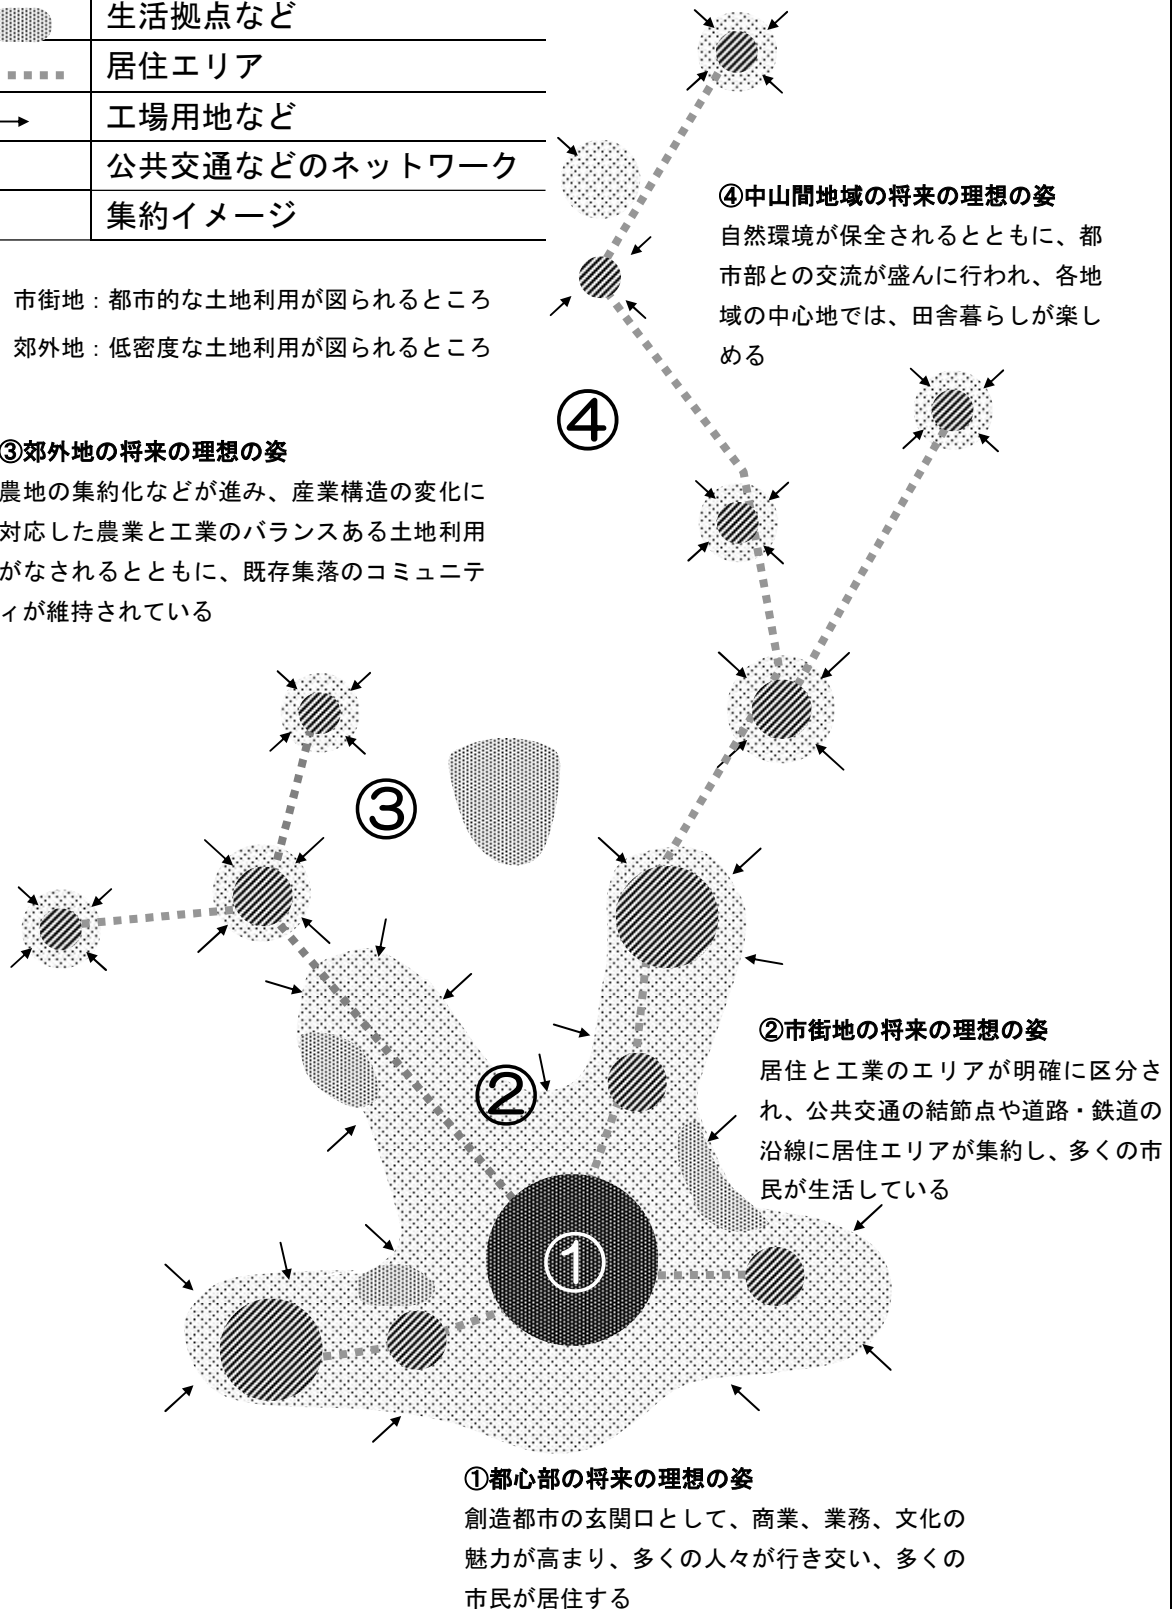 生活拠点など
居住エリア
工場用地など
公共交通などのネットワーク
集約イメージ
市街地：都市的な土地利用が図られるところ
郊外地：低密度な土地利用が図られるところ
④中山間地域の将来の理想の姿
自然環境が保全されるとともに、都
市部との交流が盛んに行われ、各地
域の中心地では、田舎暮らしが楽し
める
④
③郊外地の将来の理想の姿
農地の集約化などが進み、産業構造の変化に
対応した農業と工業のバランスある土地利用
がなされるとともに、既存集落のコミュニテ
ィが維持されている
③
②市街地の将来の理想の姿
居住と工業のエリアが明確に区分さ
れ、公共交通の結節点や道路・鉄道の
沿線に居住エリアが集約し、多くの市
民が生活している
②
①
①都心部の将来の理想の姿
創造都市の玄関口として、商業、業務、文化の
魅力が高まり、多くの人々が行き交い、多くの
市民が居住する